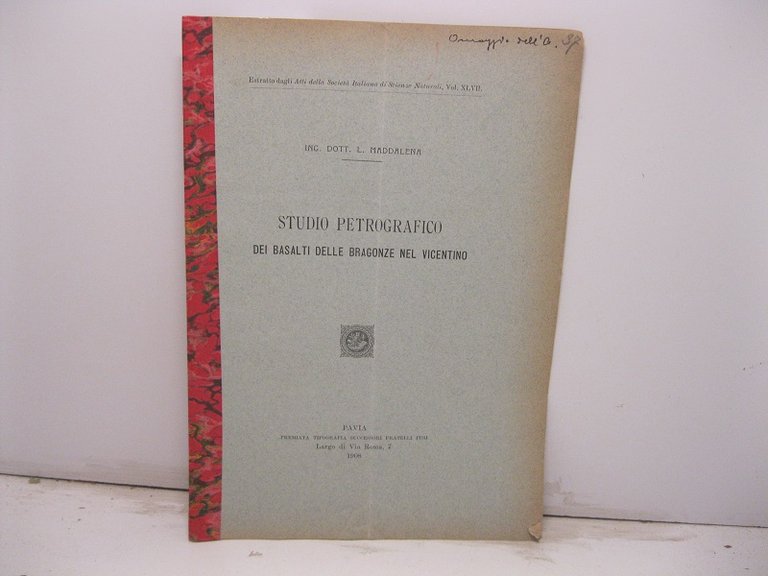 Omaggio dell'A.
Estratto dagli Atti della Società Italiana di Scienze Naturali, Vol. XLVII.
ING. DOTT. L. MADDALENA
STUDIO PETROGRAFICO
DEI BASALTI DELLE BRAGONZE NEL VICENTINO
PAVIA
PREMIATA TIPOGRAFIA SUCCESSORI FRATELLI FUSI
Largo di Via Roma, 7
1908